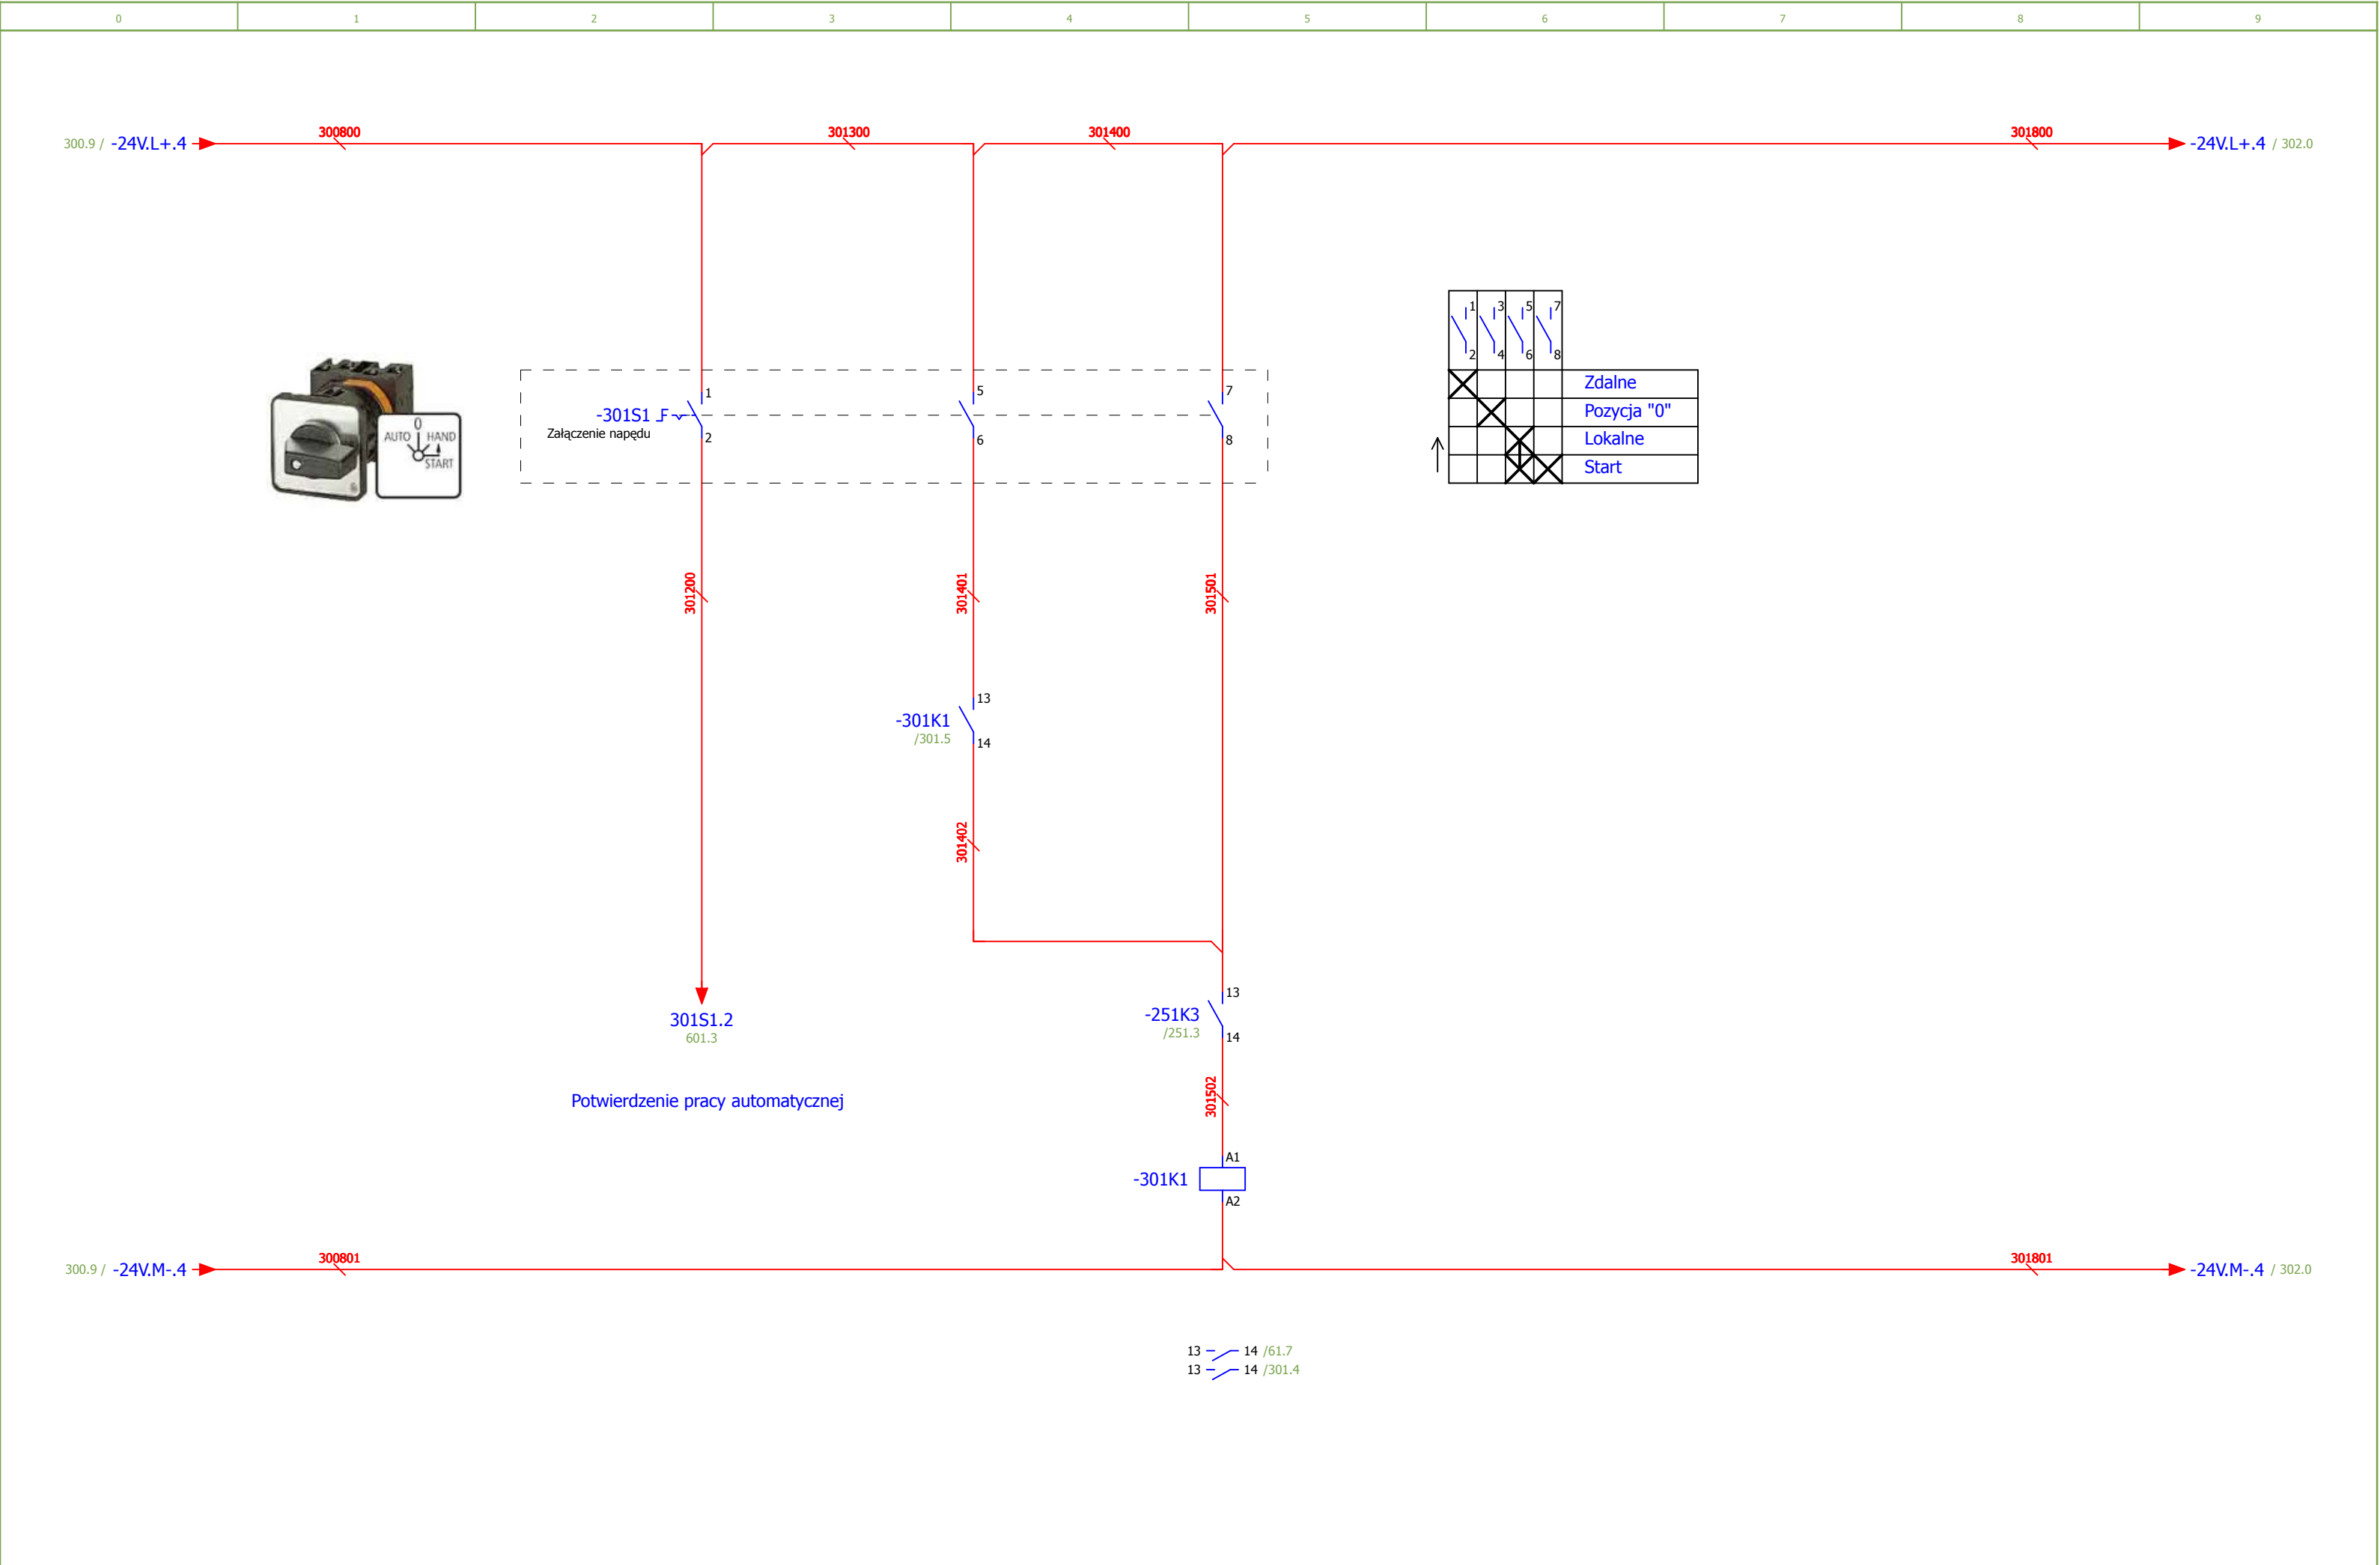 0 1 2 3 4 5 6 7 8 9
300.9 / -24V.L+.4
300800
301300
301400
301800
-24V.L+.4 / 302.0
1 3 5 7
2 4 6 8
Zdalne
Pozycja "0"
Lokalne
Start
0
AUTO HAND
START
-301S1
Załączenie napędu
1
2
5
6
7
8
301200
301401
301501
-301K1
/301.5
13
14
301402
301S1.2
601.3
-251K3
/251.3
13
14
Potwierdzenie pracy automatycznej
301502
-301K1
A1
A2
300.9 / -24V.M-.4
300801
301801
-24V.M-.4 / 302.0
13 14 /61.7
13 14 /301.4